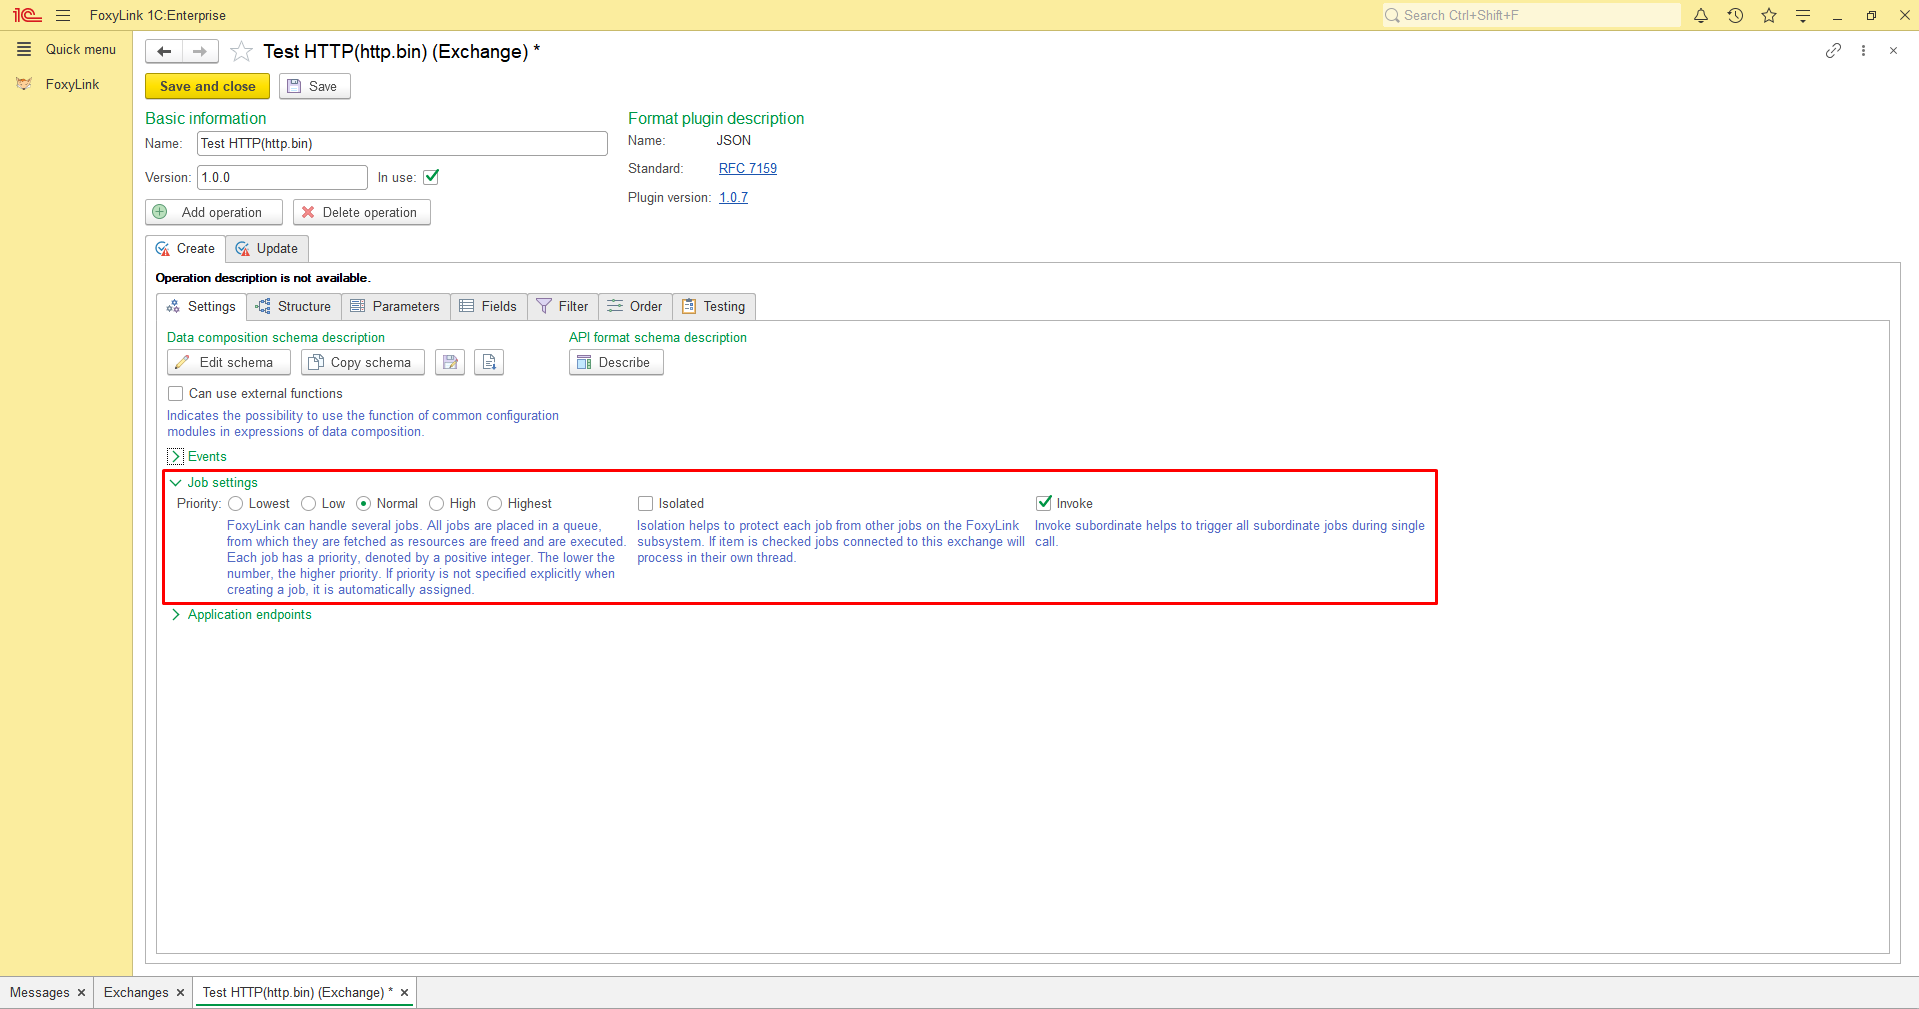 FoxyLink 1C:Enterprise
Search Ctrl+Shift+F
Quick menu
FoxyLink
Test HTTP(http.bin) (Exchange) *
Save and close
Save
Basic information
Name: Test HTTP(http.bin)
Version: 1.0.0
In use:
Add operation
Delete operation
Format plugin description
Name: JSON
Standard: RFC 7159
Plugin version: 1.0.7
Create
Update
Operation description is not available.
Settings
Structure
Parameters
Fields
Filter
Order
Testing
Data composition schema description
Edit schema
Copy schema
API format schema description
Describe
Can use external functions
Indicates the possibility to use the function of common configuration
modules in expressions of data composition.
Events
Job settings
Priority: Lowest Low Normal High Highest
FoxyLink can handle several jobs. All jobs are placed in a queue,
from which they are fetched as resources are freed and are executed.
Each job has a priority, denoted by a positive integer. The lower the
number, the higher priority. If priority is not specified explicitly when
creating a job, it is automatically assigned.
Isolated
Isolation helps to protect each job from other jobs on the FoxyLink
subsystem. If item is checked jobs connected to this exchange will
process in their own thread.
Invoke
Invoke subordinate helps to trigger all subordinate jobs during single
call.
Application endpoints
Messages
Exchanges
Test HTTP(http.bin) (Exchange) *